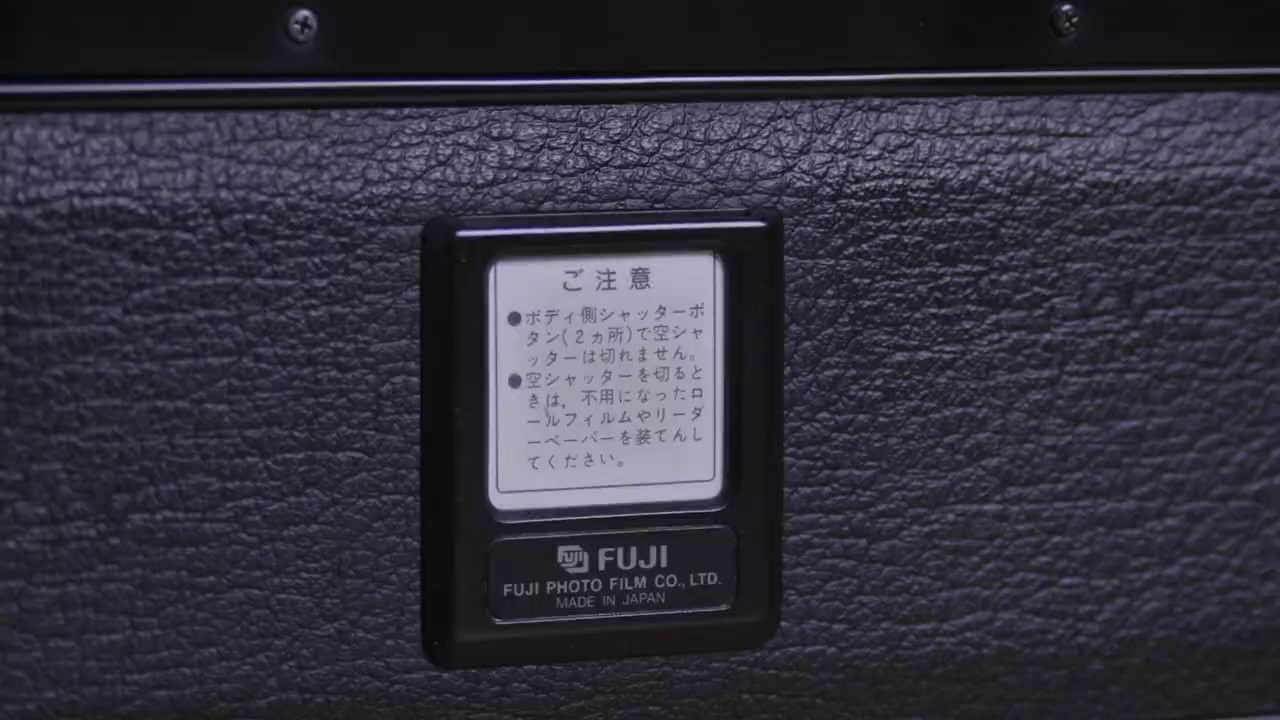 ご注意
●ボディ側シャッターボ
タン(2ヵ所)で空シャ
ッターは切れません。
●空シャッターを切ると
きは、不用になったロ
ールフィルムやリーダ
ーペーパーを装てんし
てください。
FUJI FUJI
FUJI PHOTO FILM CO., LTD.
MADE IN JAPAN